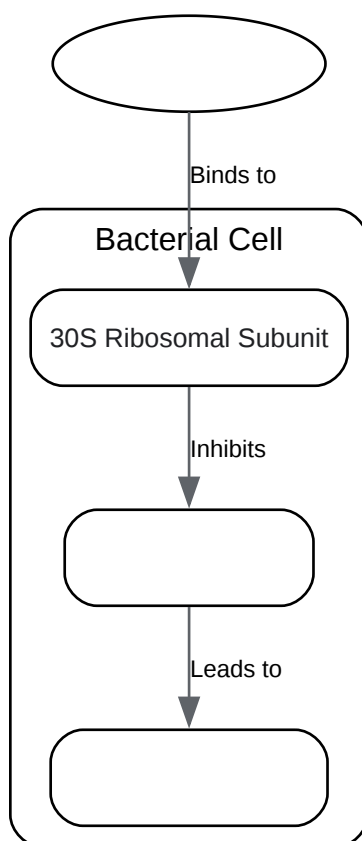 Binds to
Bacterial Cell
30S Ribosomal Subunit
Inhibits
Leads to